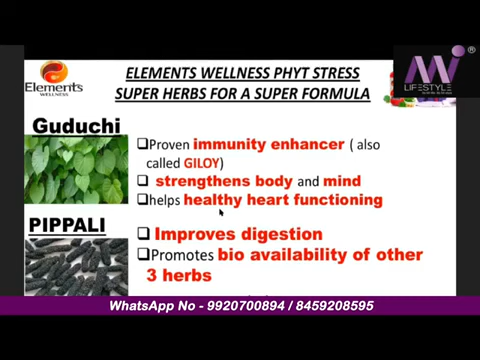 Elements
WELLNESS
ELEMENTS WELLNESS PHYT STRESS
SUPER HERBS FOR A SUPER FORMULA
LIFESTYLE
Guduchi
Proven immunity enhancer ( also
called GILOY)
strengthens body and mind
helps healthy heart functioning
PIPPALI
Improves digestion
Promotes bio availability of other
3 herbs
WhatsApp No - 9920700894 / 8459208595